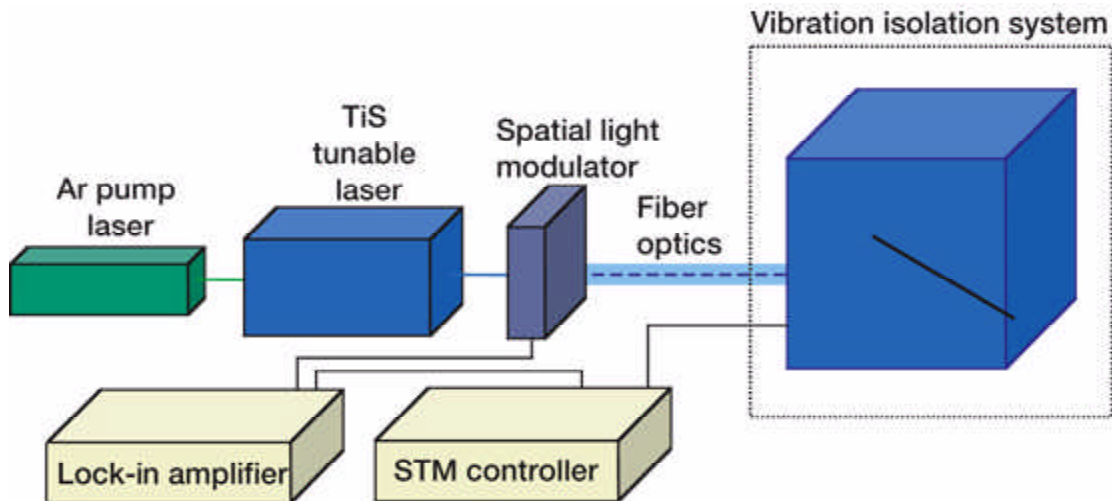 Vibration isolation system
TiS
tunable
laser
Spatial light
modulator
Ar pump
laser
Fiber
optics
Lock-in amplifier
STM controller